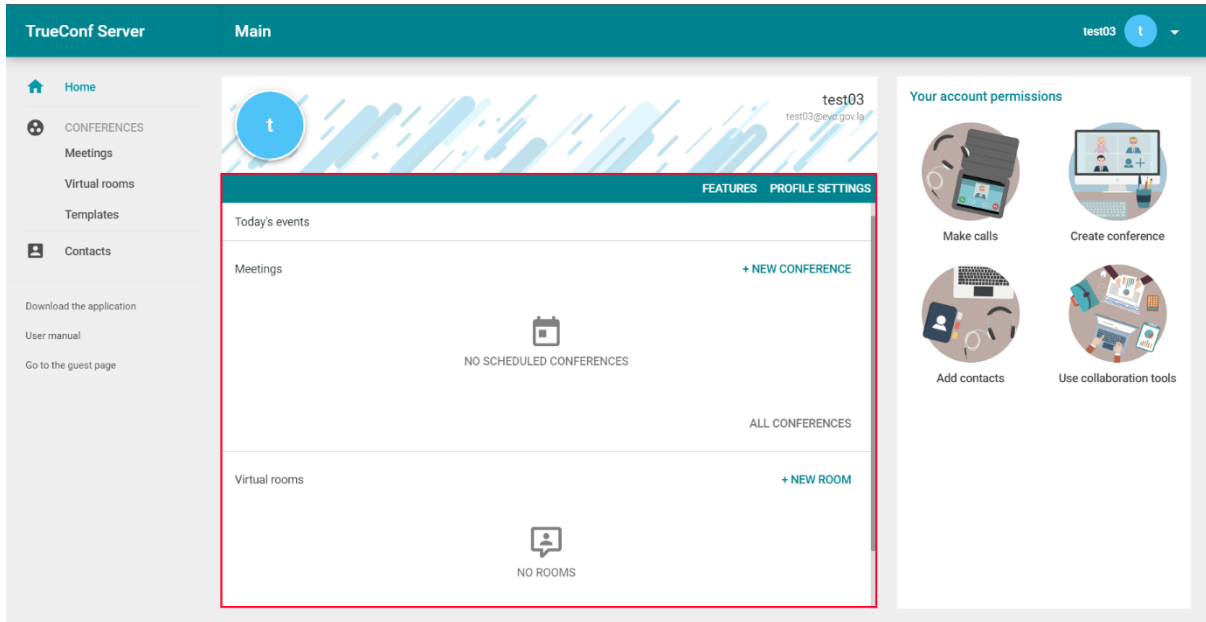 TrueConf Server
Main
test03
t
Home
CONFERENCES
Meetings
Virtual rooms
Templates
Contacts
Download the application
User manual
Go to the guest page
t
test03
test03@evc.gov.la
FEATURES PROFILE SETTINGS
Today's events
Meetings
+ NEW CONFERENCE
NO SCHEDULED CONFERENCES
ALL CONFERENCES
Virtual rooms
+ NEW ROOM
NO ROOMS
Your account permissions
Make calls
Create conference
Add contacts
Use collaboration tools